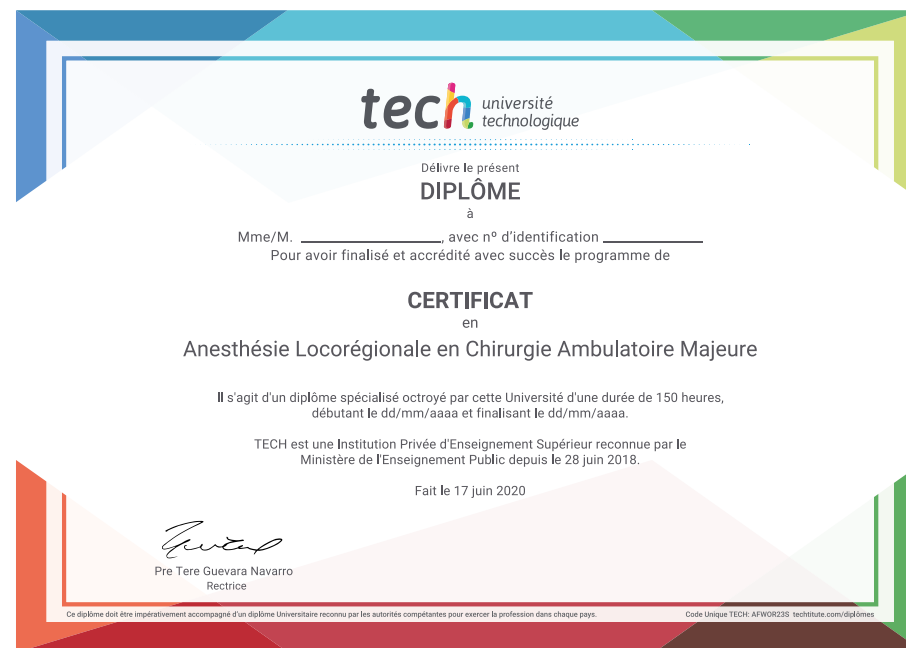 tech université
technologique
Délivre le présent
DIPLÔME
à
Mme/M. ____________________, avec nº d'identification ______________
Pour avoir finalisé et accrédité avec succès le programme de
CERTIFICAT
en
Anesthésie Locorégionale en Chirurgie Ambulatoire Majeure
Il s'agit d'un diplôme spécialisé octroyé par cette Université d'une durée de 150 heures,
débutant le dd/mm/aaaa et finalisant le dd/mm/aaaa.
TECH est une Institution Privée d'Enseignement Supérieur reconnue par le
Ministère de l'Enseignement Public depuis le 28 juin 2018.
Fait le 17 juin 2020
Pre Tere Guevara Navarro
Rectrice
Ce diplôme doit être impérativement accompagné d'un diplôme Universitaire reconnu par les autorités compétantes pour exercer la profession dans chaque pays.
Code Unique TECH: AFWOR23S techtitute.com/diplômes